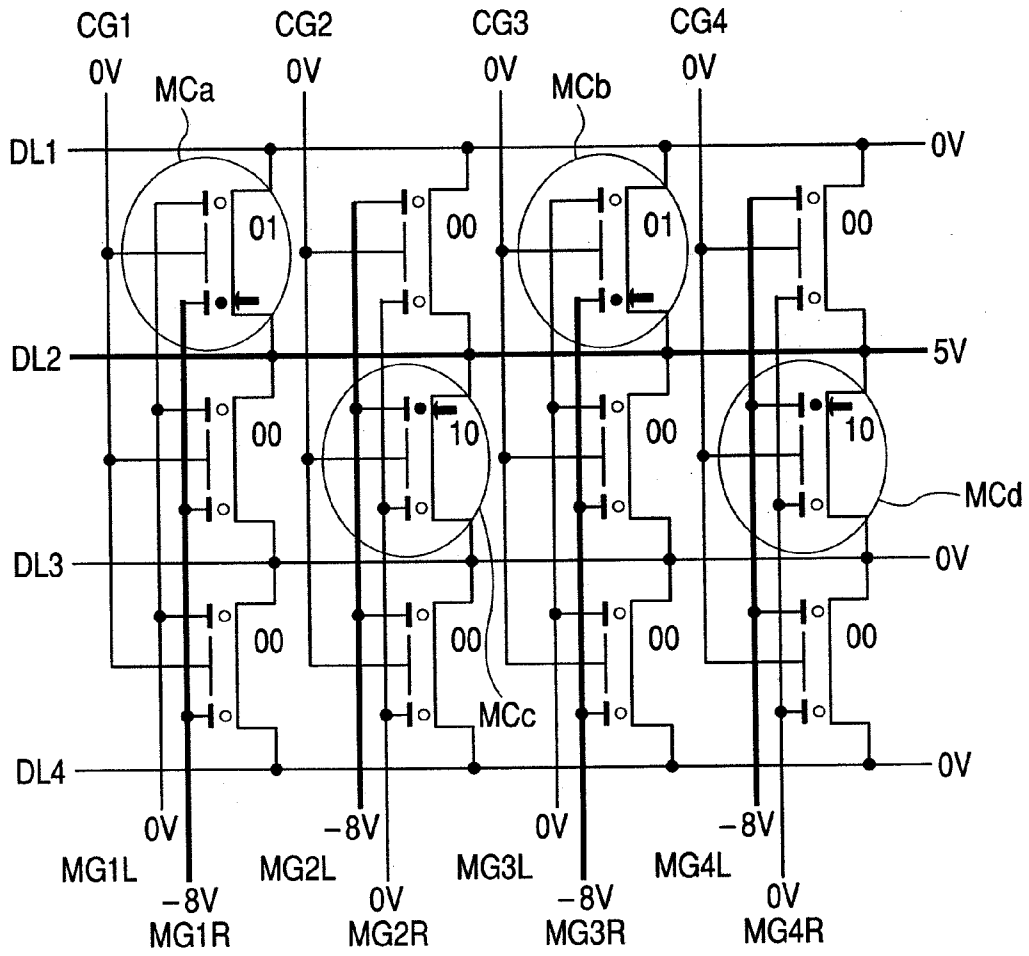 CG1 CG2 CG3 CG4
0V 0V 0V 0V
MCa MCb
DL1 0V
01 00 01 00
DL2 5V
00 10 00 10
MCd
DL3 0V
00 00 00 00
MCc
DL4 0V
0V -8V 0V -8V
MG1L MG2L MG3L MG4L
-8V 0V -8V 0V
MG1R MG2R MG3R MG4R